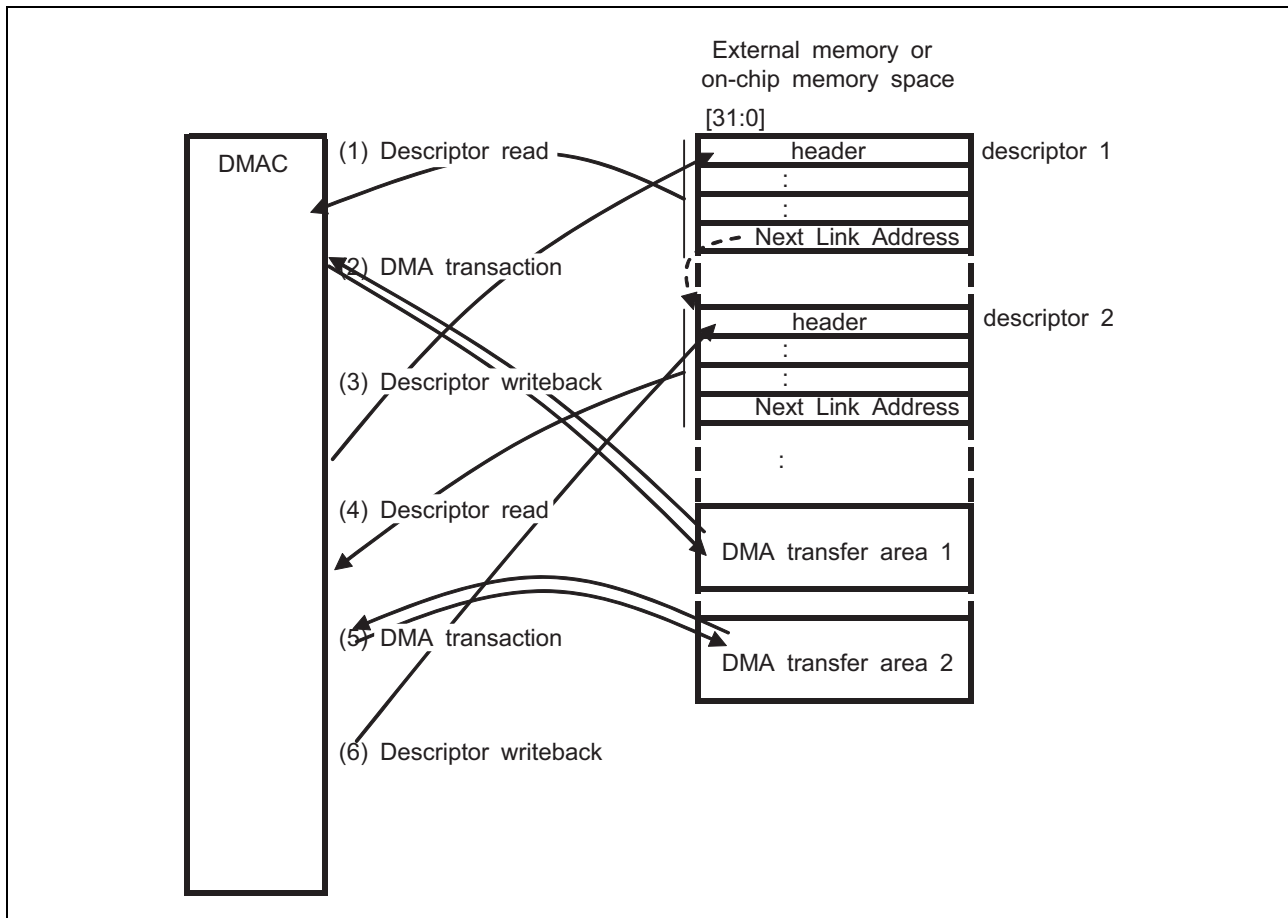 External memory or
on-chip memory space
[31:0]
DMAC
(1) Descriptor read
header
descriptor 1
:
:
Next Link Address
(2) DMA transaction
header
descriptor 2
:
(3) Descriptor writeback
:
Next Link Address
:
(4) Descriptor read
DMA transfer area 1
(5) DMA transaction
DMA transfer area 2
(6) Descriptor writeback